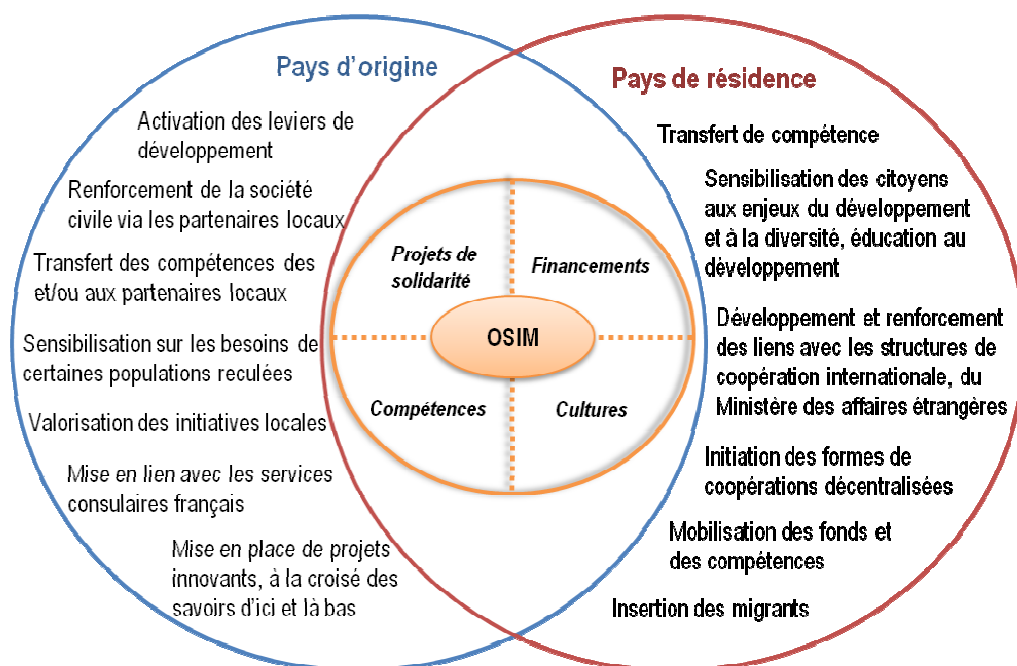 Pays d'origine
Activation des leviers de
développement
Renforcement de la société
civile via les partenaires locaux
Transfert des compétences des
et/ou aux partenaires locaux
Sensibilisation sur les besoins de
certaines populations reculées
Valorisation des initiatives locales
Mise en lien avec les services
consulaires français
Mise en place de projets
innovants, à la croisé des
savoirs d'ici et là bas
Projets de
solidarité
Financements
OSIM
Compétences
Cultures
Pays de résidence
Transfert de compétence
Sensibilisation des citoyens
aux enjeux du développement
et à la diversité, éducation au
développement
Développement et renforcement
des liens avec les structures de
coopération internationale, du
Ministère des affaires étrangères
Initiation des formes de
coopérations décentralisées
Mobilisation des fonds et
des compétences
Insertion des migrants